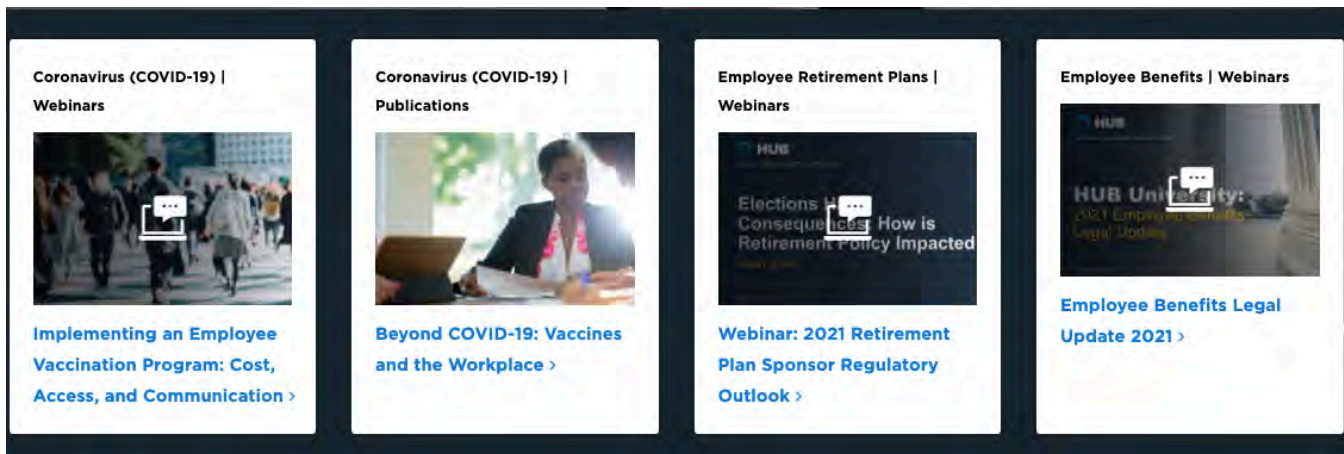 Coronavirus (COVID-19) |
Webinars
Implementing an Employee
Vaccination Program: Cost,
Access, and Communication >
Coronavirus (COVID-19) |
Publications
Beyond COVID-19: Vaccines
and the Workplace >
Employee Retirement Plans |
Webinars
HUB
Elections
Consequences: How is
Retirement Policy Impacted
Webinar: 2021 Retirement
Plan Sponsor Regulatory
Outlook >
Employee Benefits | Webinars
HUB
HUB University:
2021 Employee Benefits
Legal Update
Employee Benefits Legal
Update 2021 >